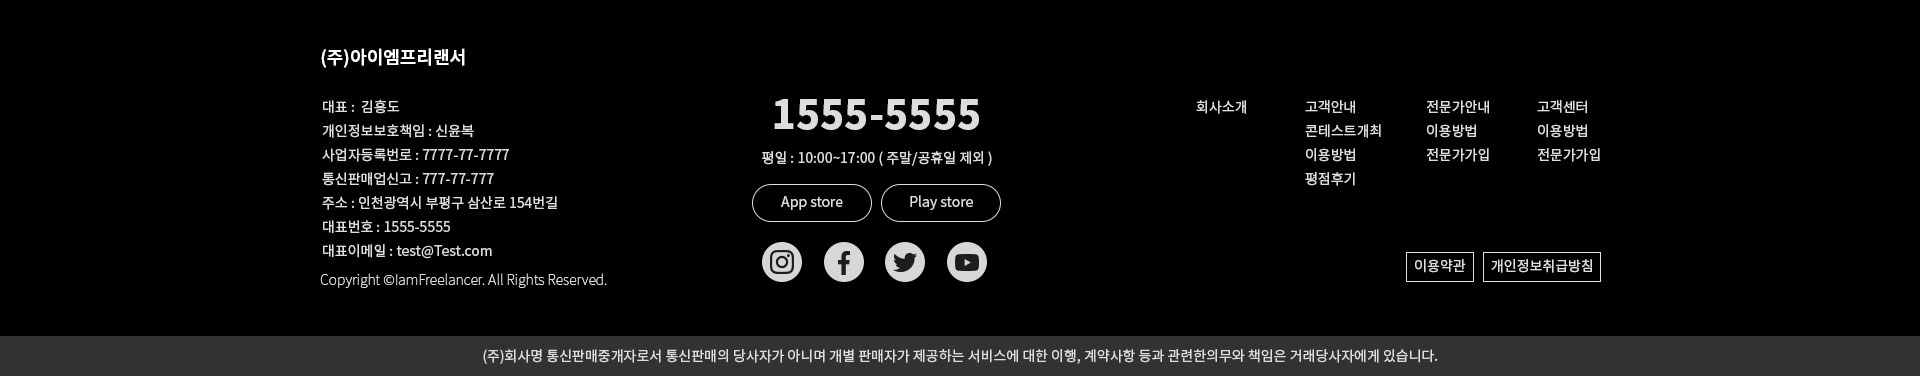 (주)아이엠프리랜서
대표 : 김흥도
개인정보보호책임 : 신윤복
사업자등록번로 : 7777-77-7777
통신판매업신고 : 777-77-777
주소 : 인천광역시 부평구 삼산로 154번길
대표번호 : 1555-5555
대표이메일 : test@Test.com
Copyright ©IamFreelancer. All Rights Reserved.
1555-5555
평일 : 10:00~17:00 ( 주말/공휴일 제외 )
App store
Play store
회사소개
고객안내
콘테스트개최
이용방법
평점후기
전문가안내
이용방법
전문가가입
고객센터
이용방법
전문가가입
이용약관
개인정보취급방침
(주)회사명 통신판매중개자로서 통신판매의 당사자가 아니며 개별 판매자가 제공하는 서비스에 대한 이행, 계약사항 등과 관련한의무와 책임은 거래당사자에게 있습니다.